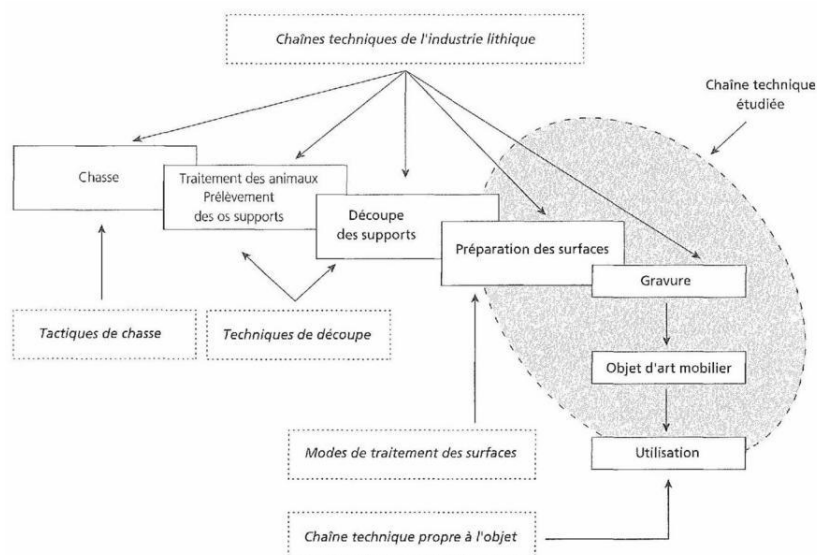 Chaînes techniques de l'industrie lithique
Chaîne technique
étudiée
Chasse
Traitement des animaux
Prélèvement
des os supports
Découpe
des supports
Préparation des surfaces
Gravure
Tactiques de chasse
Techniques de découpe
Objet d'art mobilier
Modes de traitement des surfaces
Utilisation
Chaîne technique propre à l'objet